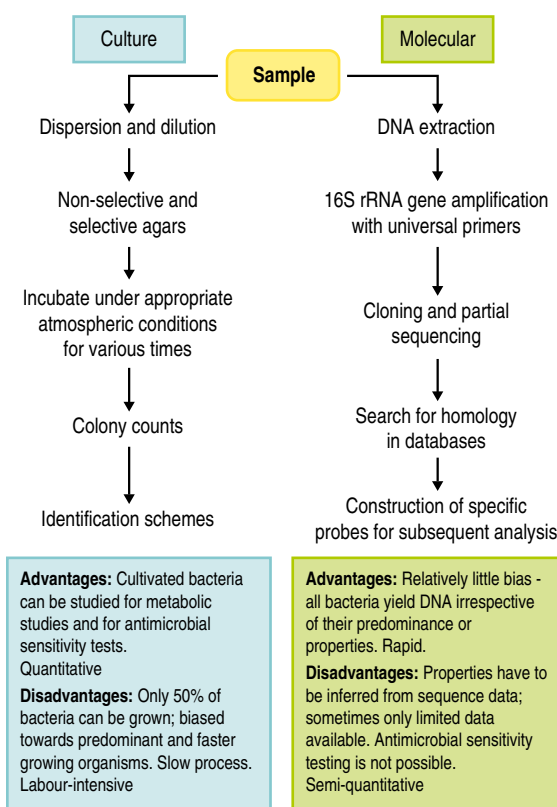 Culture
Molecular
Sample
Dispersion and dilution
Non-selective and
selective agars
Incubate under appropriate
atmospheric conditions
for various times
Colony counts
Identification schemes
DNA extraction
16S rRNA gene amplification
with universal primers
Cloning and partial
sequencing
Search for homology
in databases
Construction of specific
probes for subsequent analysis
Advantages: Cultivated bacteria
can be studied for metabolic
studies and for antimicrobial
sensitivity tests.
Quantitative
Disadvantages: Only 50% of
bacteria can be grown; biased
towards predominant and faster
growing organisms. Slow process.
Labour-intensive
Advantages: Relatively little bias -
all bacteria yield DNA irrespective
of their predominance or
properties. Rapid.
Disadvantages: Properties have to
be inferred from sequence data;
sometimes only limited data
available. Antimicrobial sensitivity
testing is not possible.
Semi-quantitative